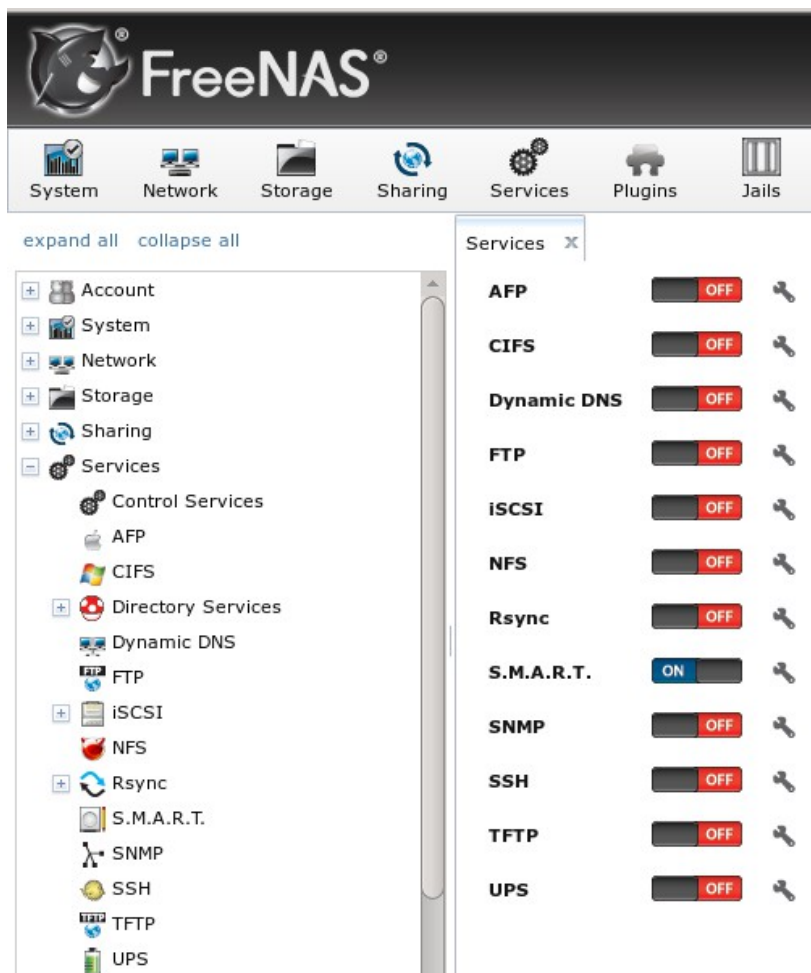 FreeNAS®
System Network Storage Sharing Services Plugins Jails
expand all collapse all
Account
System
Network
Storage
Sharing
Services
Control Services
AFP
CIFS
Directory Services
Dynamic DNS
FTP
iSCSI
NFS
Rsync
S.M.A.R.T.
SNMP
SSH
TFTP
UPS
Services x
AFP OFF
CIFS OFF
Dynamic DNS OFF
FTP OFF
iSCSI OFF
NFS OFF
Rsync OFF
S.M.A.R.T. ON
SNMP OFF
SSH OFF
TFTP OFF
UPS OFF